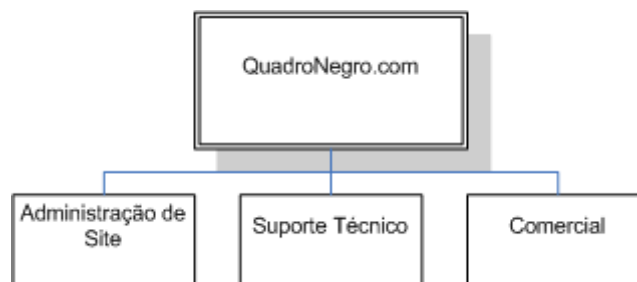 QuadroNegro.com
Administração de
Site
Suporte Técnico
Comercial